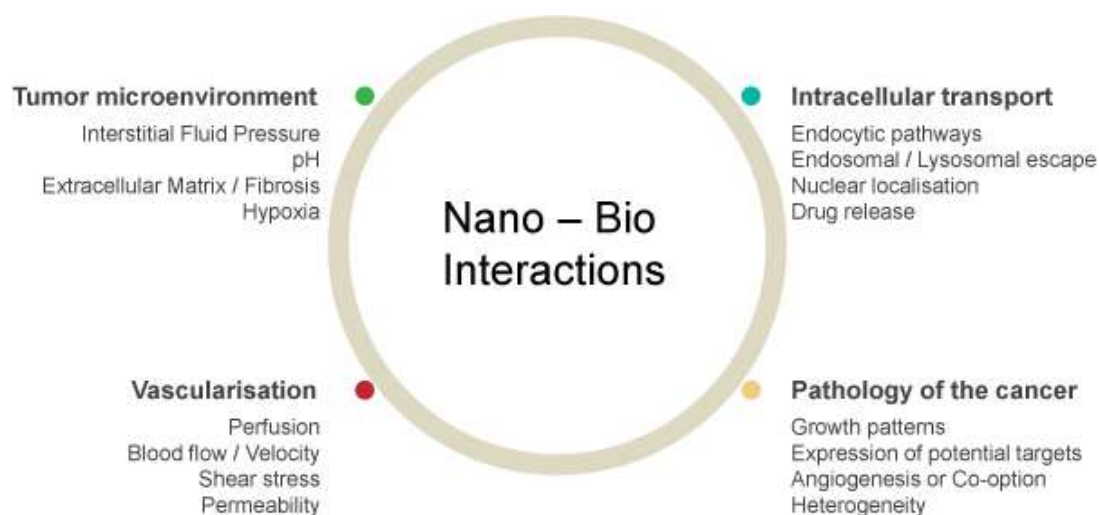 Tumor microenvironment
Interstitial Fluid Pressure
pH
Extracellular Matrix / Fibrosis
Hypoxia
Intracellular transport
Endocytic pathways
Endosomal / Lysosomal escape
Nuclear localisation
Drug release
Nano – Bio
Interactions
Vascularisation
Perfusion
Blood flow / Velocity
Shear stress
Permeability
Pathology of the cancer
Growth patterns
Expression of potential targets
Angiogenesis or Co-option
Heterogeneity